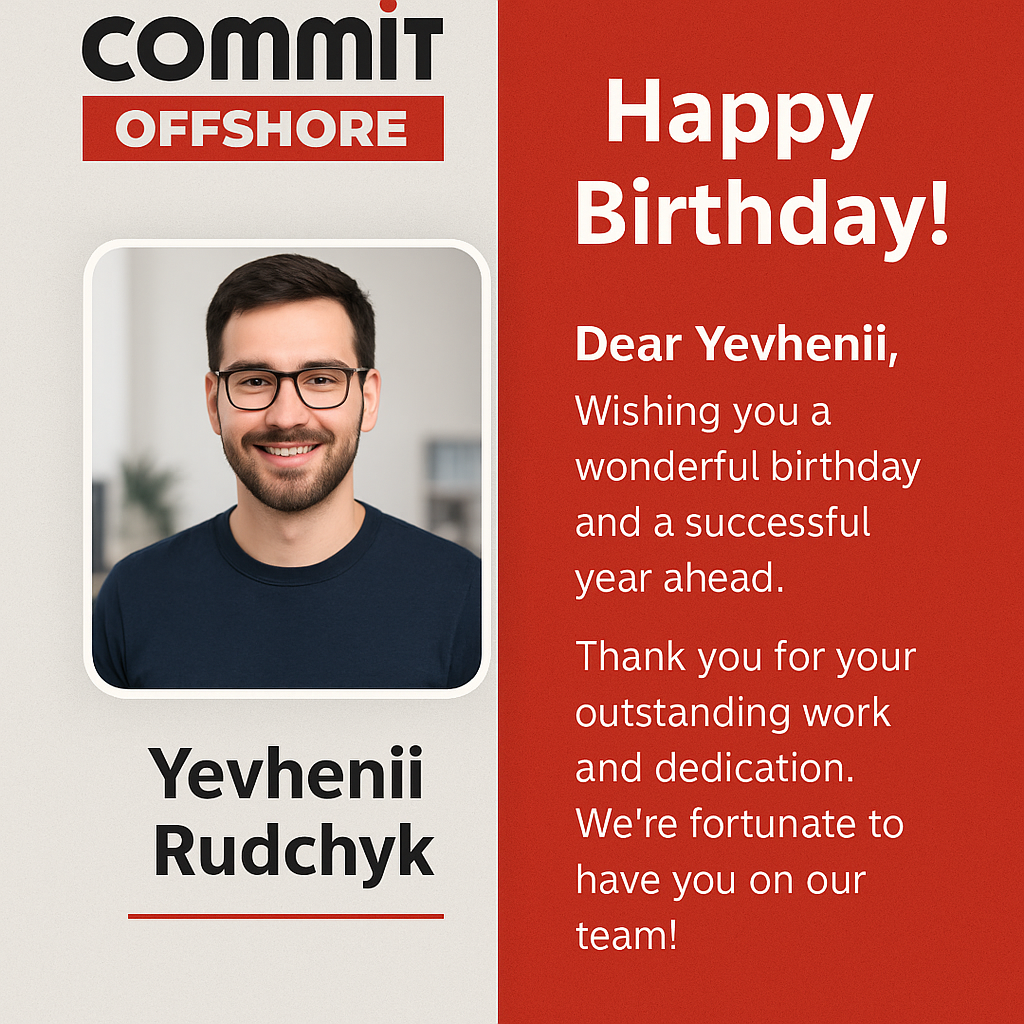 commit
OFFSHORE
Yevhenii
Rudchyk
Happy
Birthday!
Dear Yevhenii,
Wishing you a
wonderful birthday
and a successful
year ahead.
Thank you for your
outstanding work
and dedication.
We're fortunate to
have you on our
team!